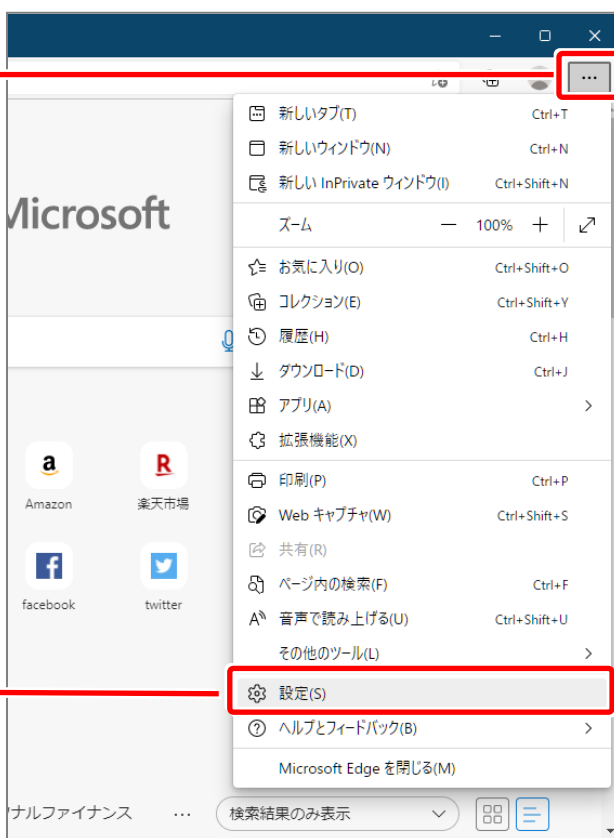 Microsoft
Amazon
楽天市場
facebook
twitter
ナルファイナンス
…
検索結果のみ表示
新しいタブ(T) Ctrl+T
新しいウィンドウ(N) Ctrl+N
新しい InPrivate ウィンドウ(I) Ctrl+Shift+N
ズーム — 100% +
お気に入り(O) Ctrl+Shift+O
コレクション(E) Ctrl+Shift+Y
履歴(H) Ctrl+H
ダウンロード(D) Ctrl+J
アプリ(A)
拡張機能(X)
印刷(P) Ctrl+P
Web キャプチャ(W) Ctrl+Shift+S
共有(R)
ページ内の検索(F) Ctrl+F
音声で読み上げる(U) Ctrl+Shift+U
その他のツール(L)
設定(S)
ヘルプとフィードバック(B)
Microsoft Edge を閉じる(M)